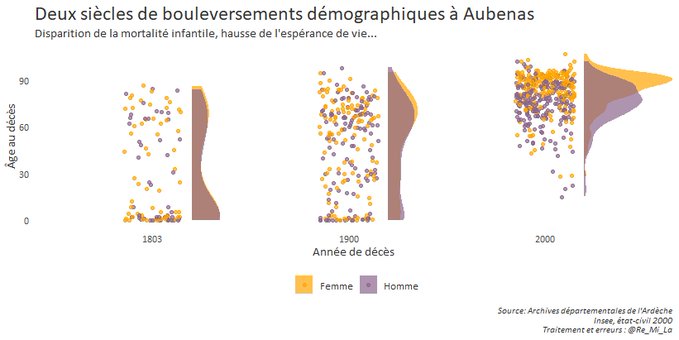 Deux siècles de bouleversements démographiques à Aubenas
Disparition de la mortalité infantile, hausse de l'espérance de vie...
90
60
30
0
Âge au décès
1803
1900
2000
Année de décès
Femme
Homme
Source: Archives départementales de l'Ardèche
Insee, état-civil 2000
Traitement et erreurs : @Re_Mi_La